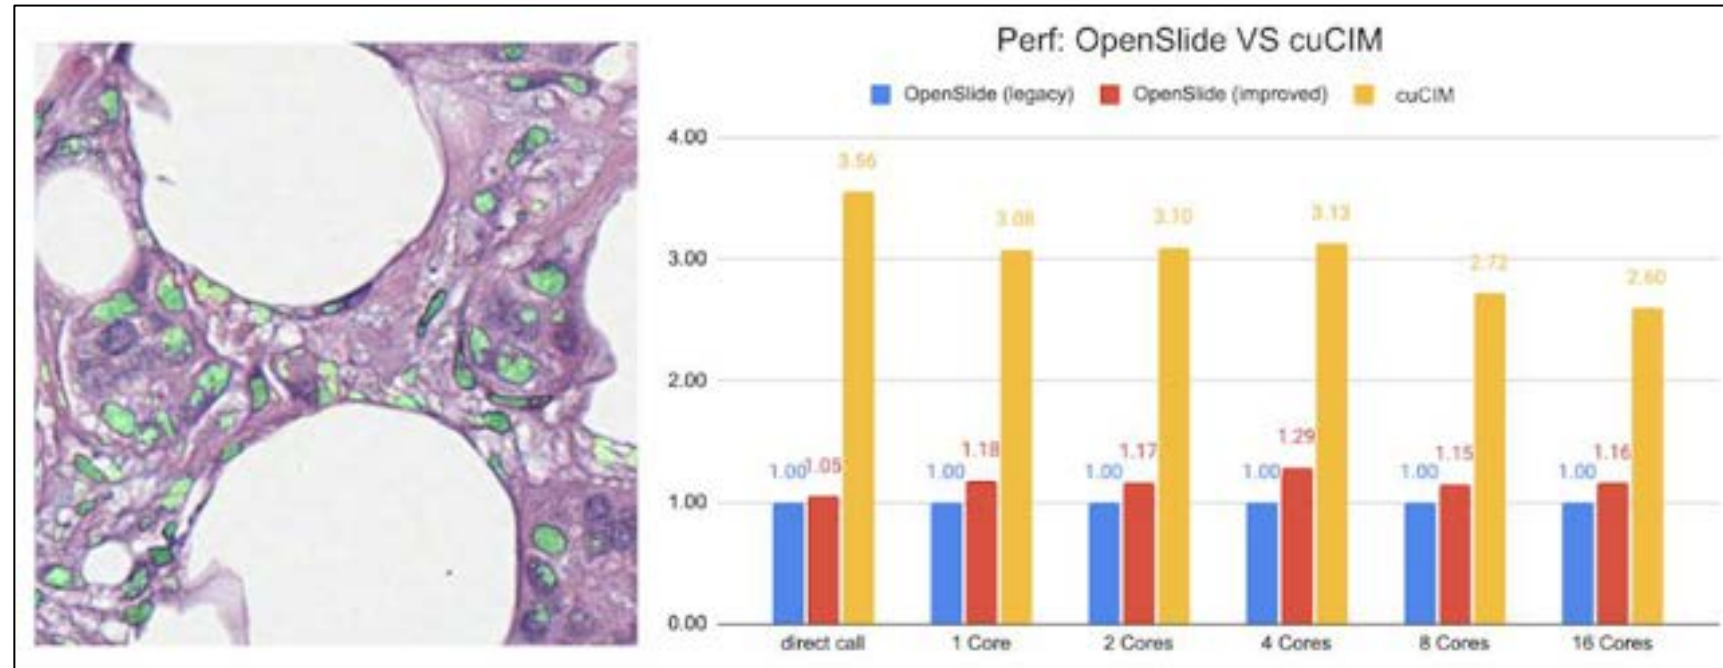 Perf: OpenSlide VS cuCIM
OpenSlide (legacy) OpenSlide (improved) cuCIM
4.00
3.00
2.00
1.00
0.00
1.00 1.05 3.56
1.00 1.18 3.08
1.00 1.17 3.10
1.00 1.29 3.13
1.00 1.15 2.72
1.00 1.16 2.60
direct call 1 Core 2 Cores 4 Cores 8 Cores 16 Cores